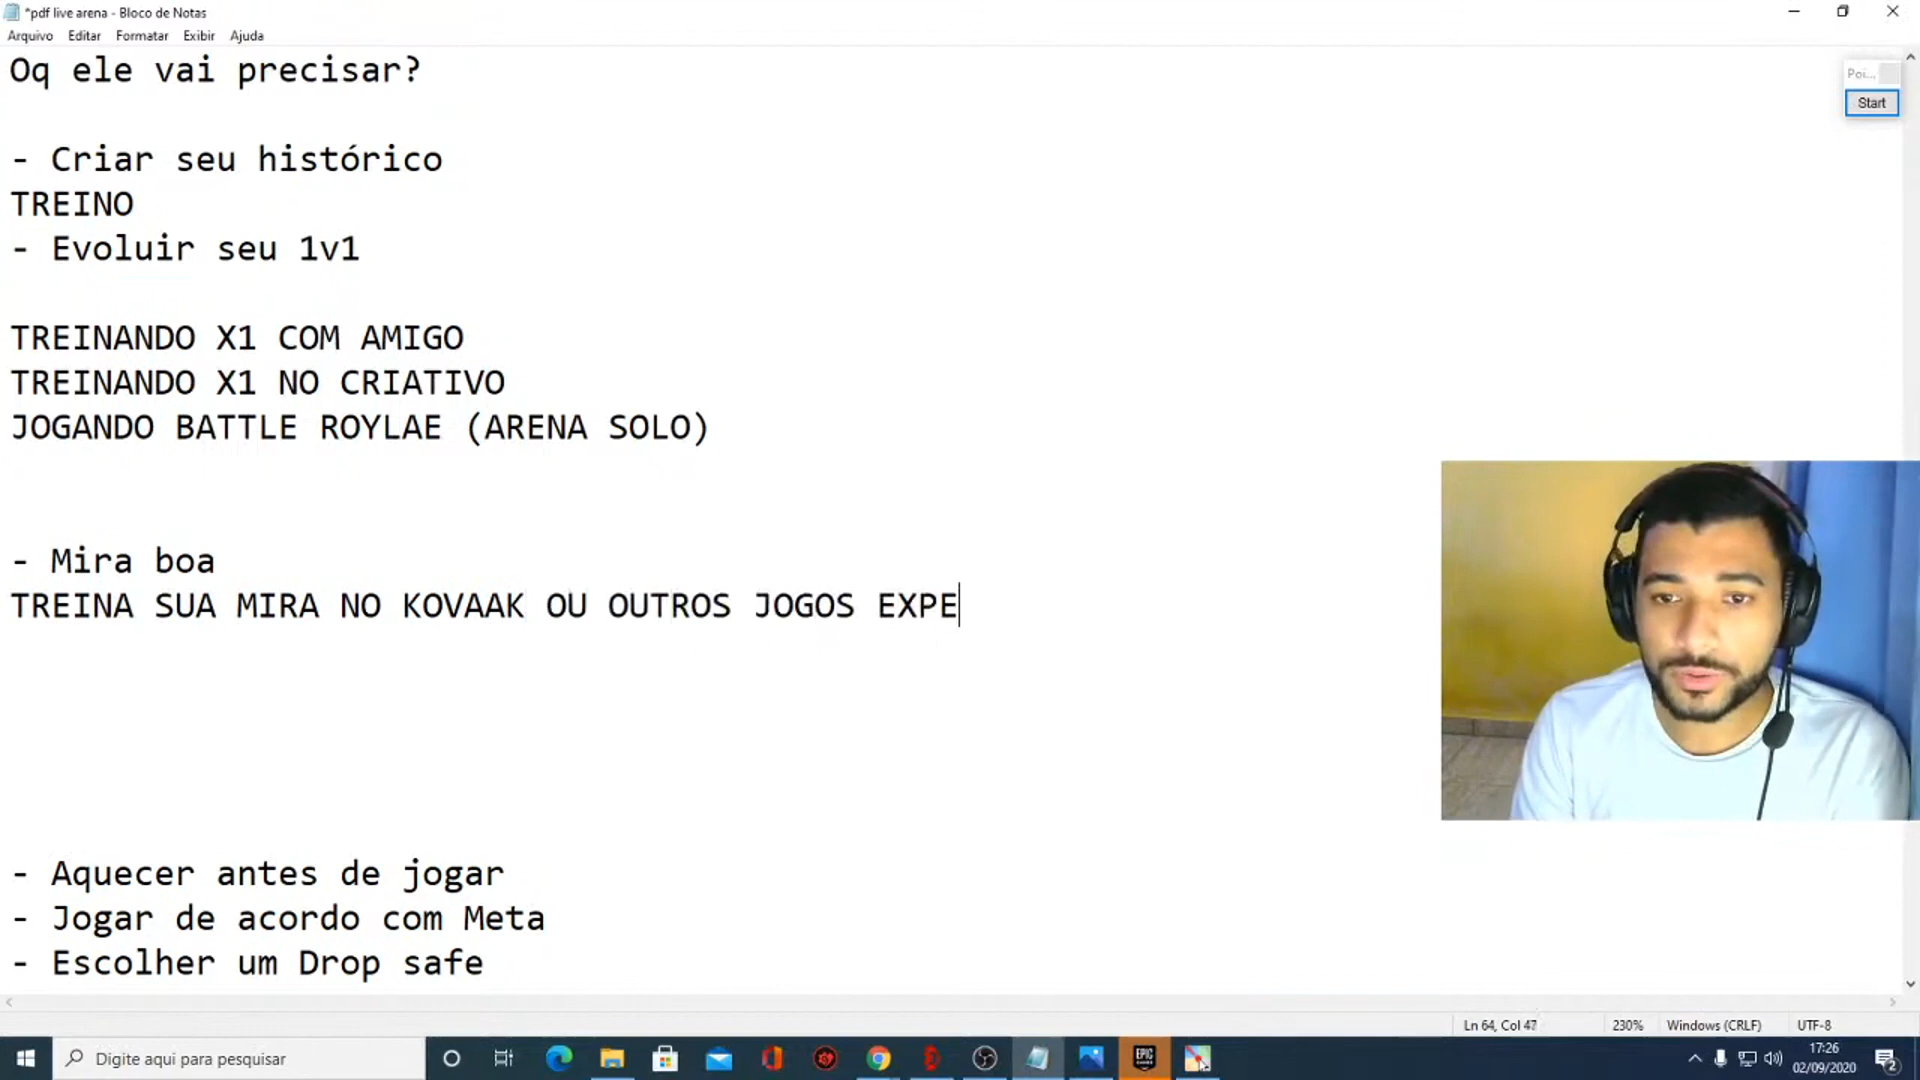 *pdf live arena - Bloco de Notas
Arquivo Editar Formatar Exibir Ajuda
Oq ele vai precisar?
Poi...
Start
- Criar seu histórico
TREINO
- Evoluir seu 1v1
TREINANDO X1 COM AMIGO
TREINANDO X1 NO CRIATIVO
JOGANDO BATTLE ROYLAE (ARENA SOLO)
- Mira boa
TREINA SUA MIRA NO KOVAAK OU OUTROS JOGOS EXPE
- Aquecer antes de jogar
- Jogar de acordo com Meta
- Escolher um Drop safe
Ln 64, Col 47 230% Windows (CRLF) UTF-8
Digite aqui para pesquisar
EPIC
17:26
02/09/2020
2